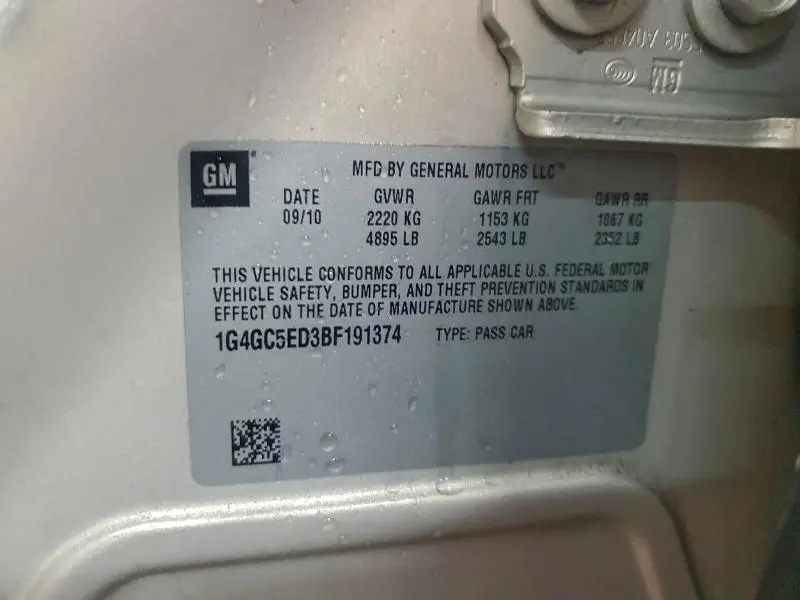 GM
GM
MFD BY GENERAL MOTORS LLC™
DATE GVWR GAWR FRT GAWR RR
09/10 2220 KG 1153 KG 1067 KG
4895 LB 2543 LB 2352 LB
THIS VEHICLE CONFORMS TO ALL APPLICABLE U.S. FEDERAL MOTOR
VEHICLE SAFETY, BUMPER, AND THEFT PREVENTION STANDARDS IN
EFFECT ON THE DATE OF MANUFACTURE SHOWN ABOVE.
1G4GC5ED3BF191374 TYPE: PASS CAR